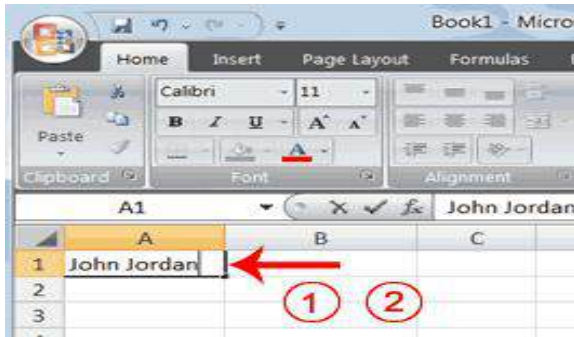 Book1 - Micro
Home Insert Page Layout Formulas
Calibri 11
Paste B I U A A
A
Clipboard Font Alignment
A1 fx John Jordan
A B C
1 John Jordan
2 1 2
3